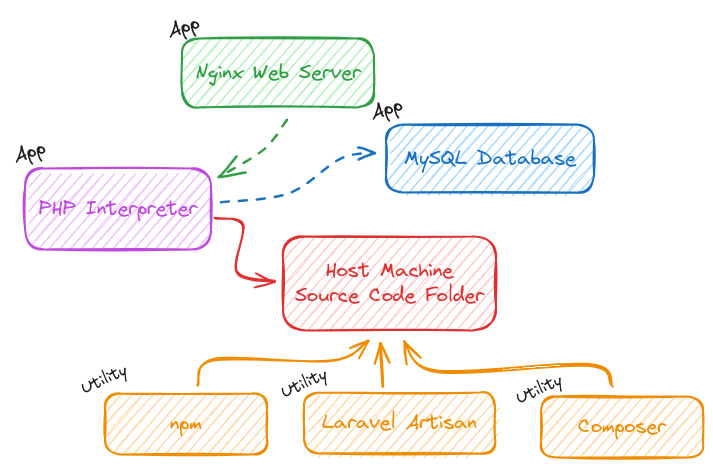 App
Nginx Web Server
App
MySQL Database
App
PHP Interpreter
Host Machine
Source Code Folder
Utility
npm
Utility
Laravel Artisan
Utility
Composer